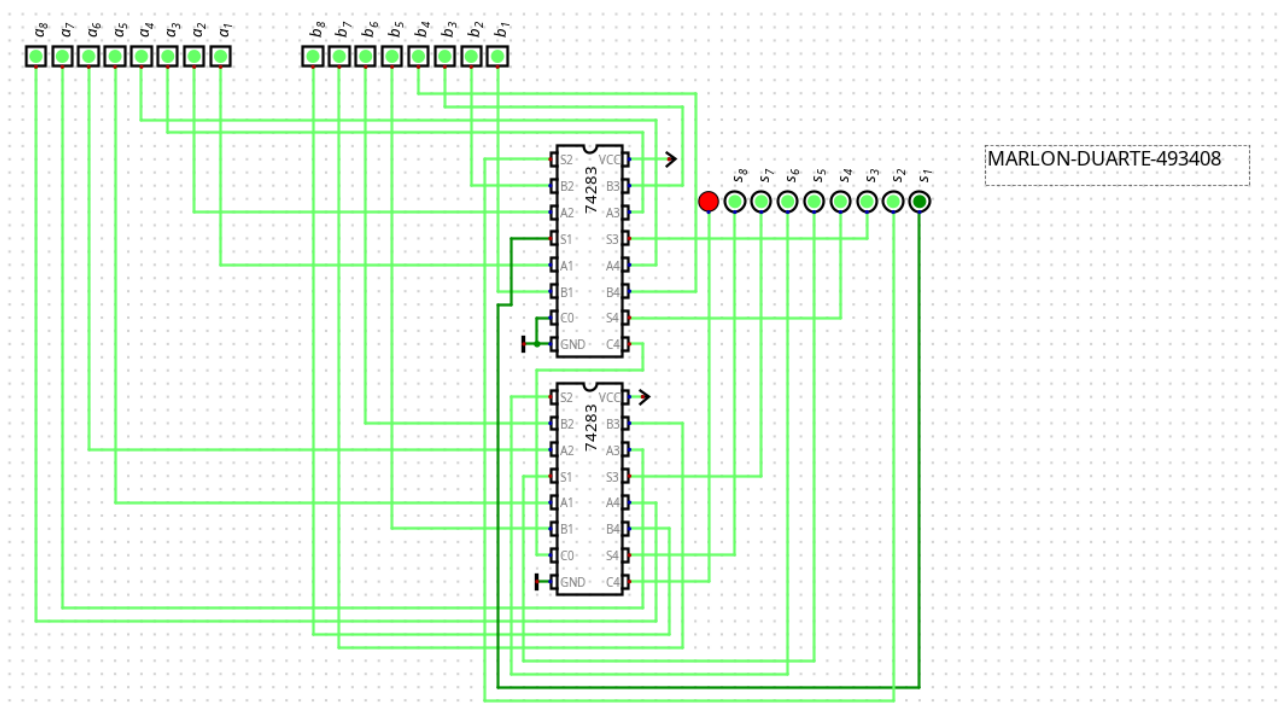 a8 a7 a6 a5 a4 a3 a2 a1 b8 b7 b6 b5 b4 b3 b2 b1
MARLON-DUARTE-493408
s8 s7 s6 s5 s4 s3 s2 s1
74283
S2 VCC
B2 B3
A2 A3
S1 S3
A1 A4
B1 B4
C0 S4
GND C4
74283
S2 VCC
B2 B3
A2 A3
S1 S3
A1 A4
B1 B4
C0 S4
GND C4